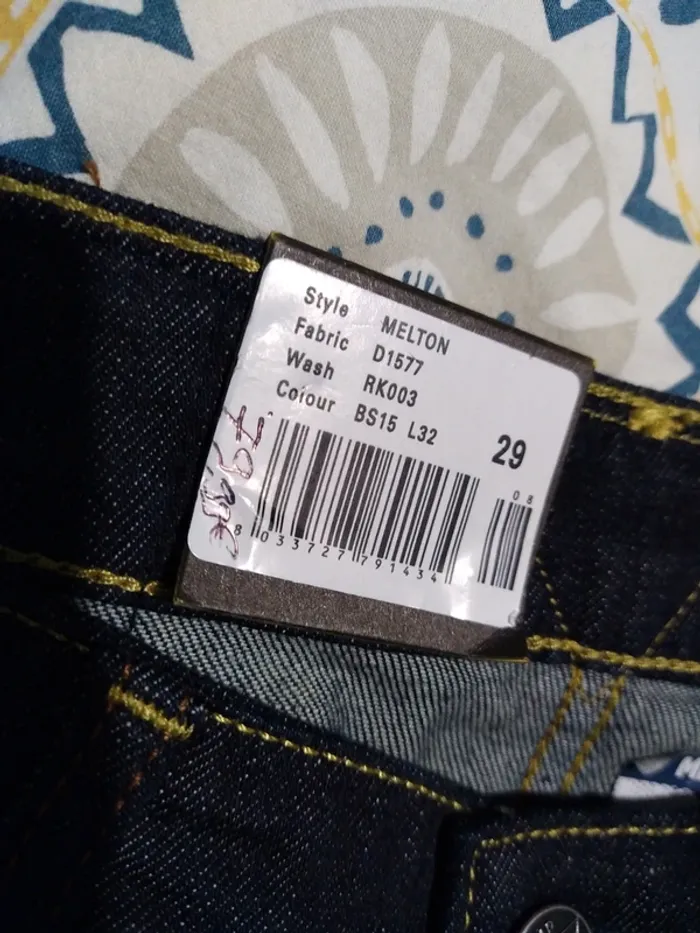 Style MELTON
Fabric D1577
Wash RK003
Colour BS15 L32
29
08
8 033727 791434